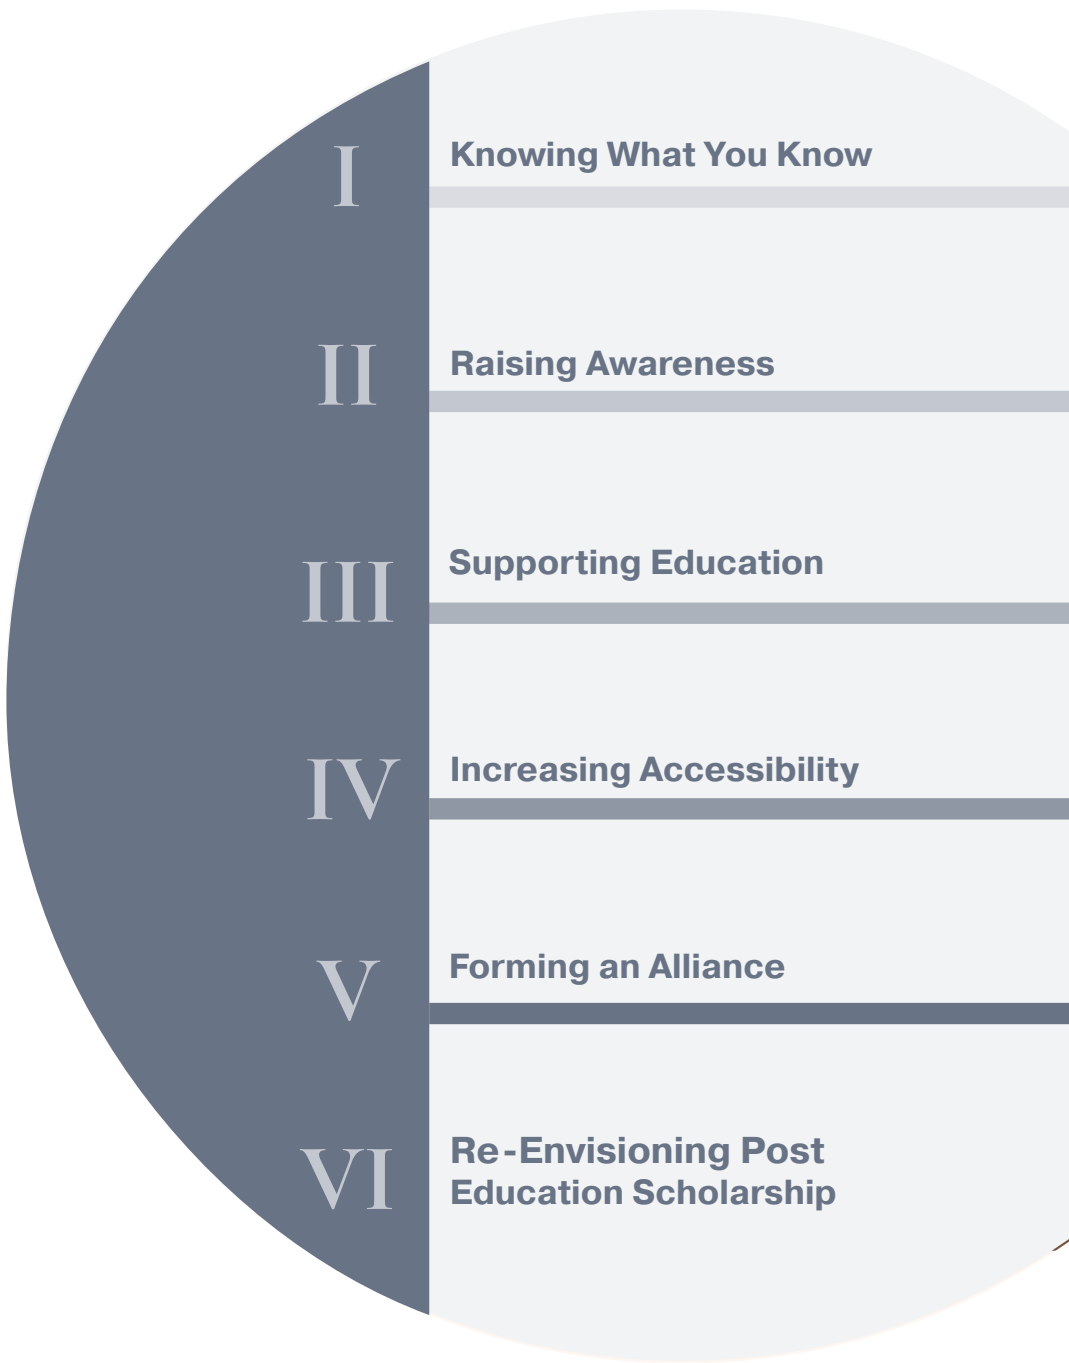 I
Knowing What You Know
II
Raising Awareness
III
Supporting Education
IV
Increasing Accessibility
V
Forming an Alliance
VI
Re-Envisioning Post
Education Scholarship